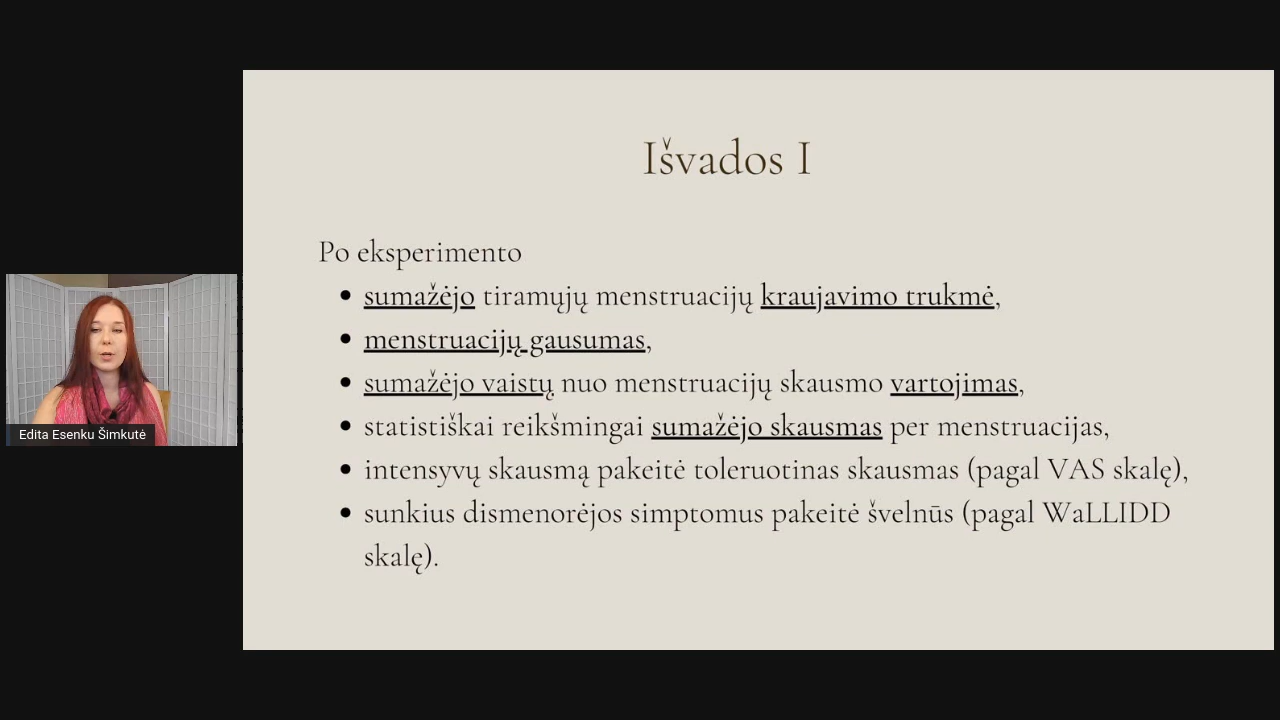 Išvados I
Po eksperimento
• sumažėjo tiramųjų menstruacijų kraujavimo trukmė,
• menstruacijų gausumas,
• sumažėjo vaistų nuo menstruacijų skausmo vartojimas,
• statistiškai reikšmingai sumažėjo skausmas per menstruacijas,
• intensyvų skausmą pakeitė toleruotinas skausmas (pagal VAS skalę),
• sunkius dismenorėjos simptomus pakeitė švelnūs (pagal WaLLIDD
skalę).
Edita Esenku Šimkutė